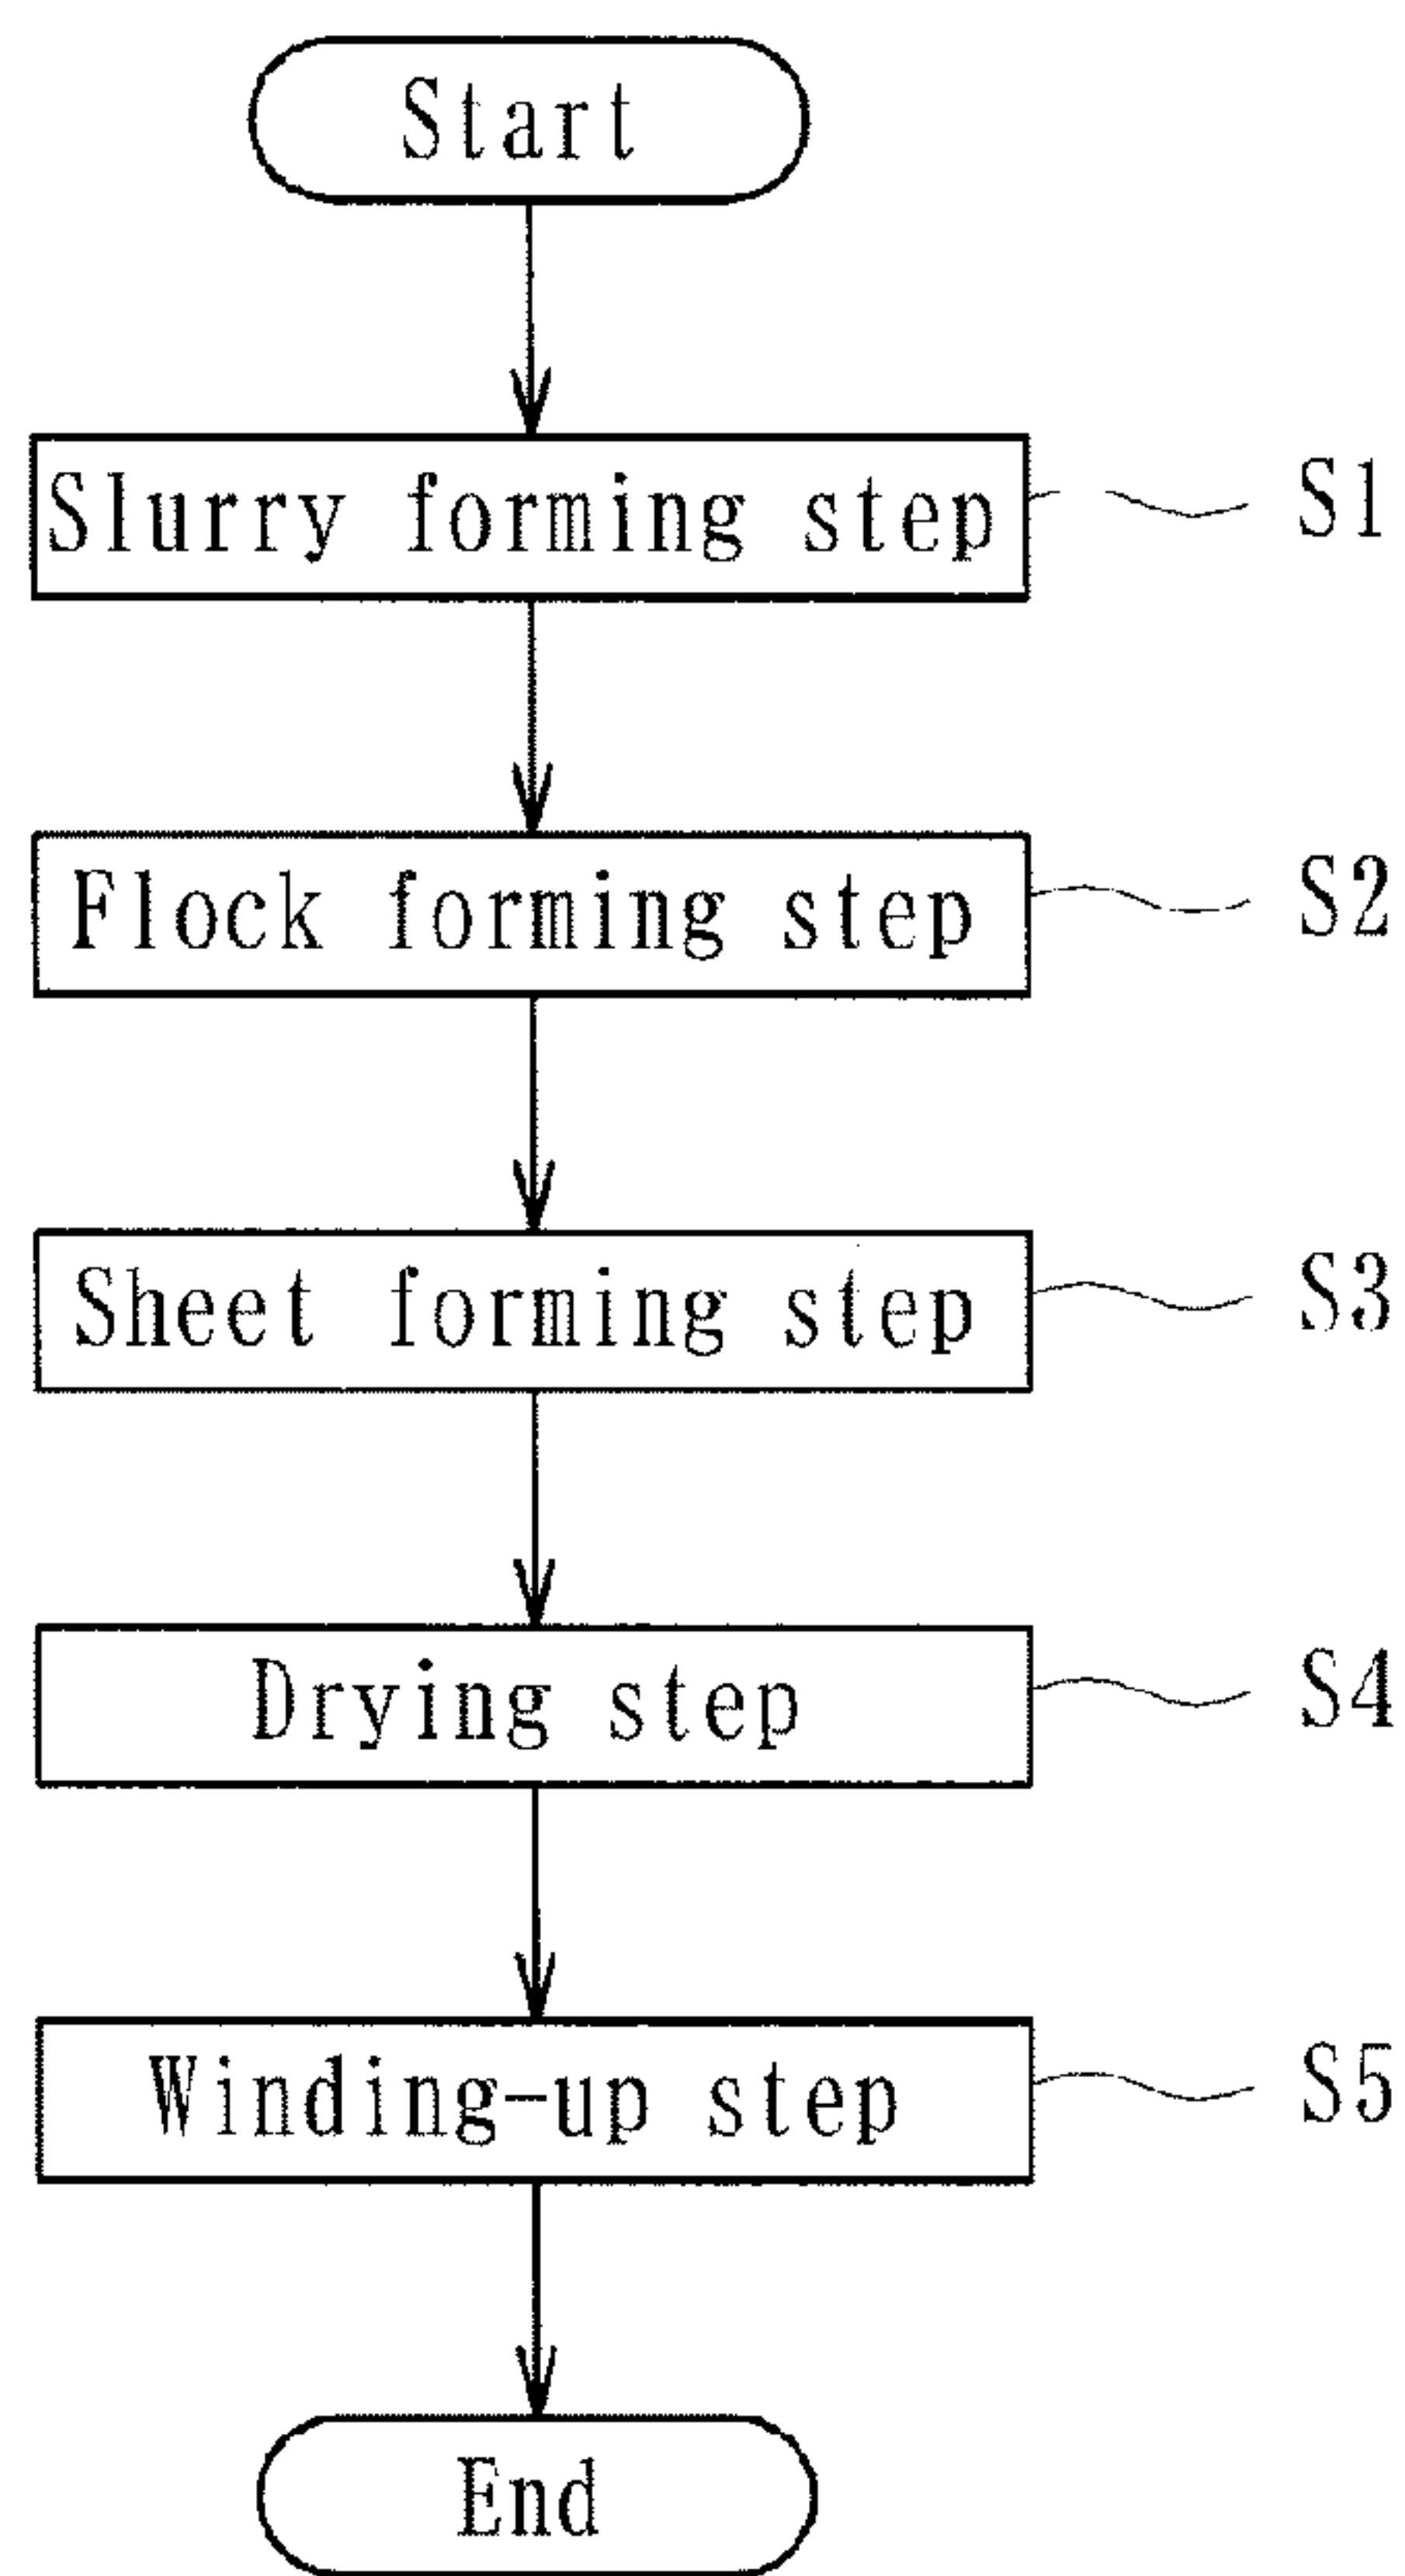 Start
Slurry forming step S1
Flock forming step S2
Sheet forming step S3
Drying step S4
Winding-up step S5
End